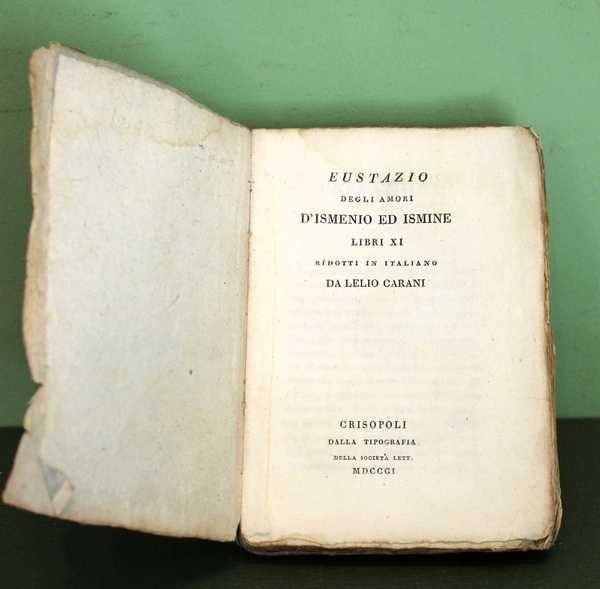 EUSTAZIO
DEGLI AMORI
D'ISMENIO ED ISMINE
LIBRI XI
RIDOTTI IN ITALIANO
DA LELIO CARANI
CRISOPOLI
DALLA TIPOGRAFIA
DELLA SOCIETÀ LETT.
MDCCCI